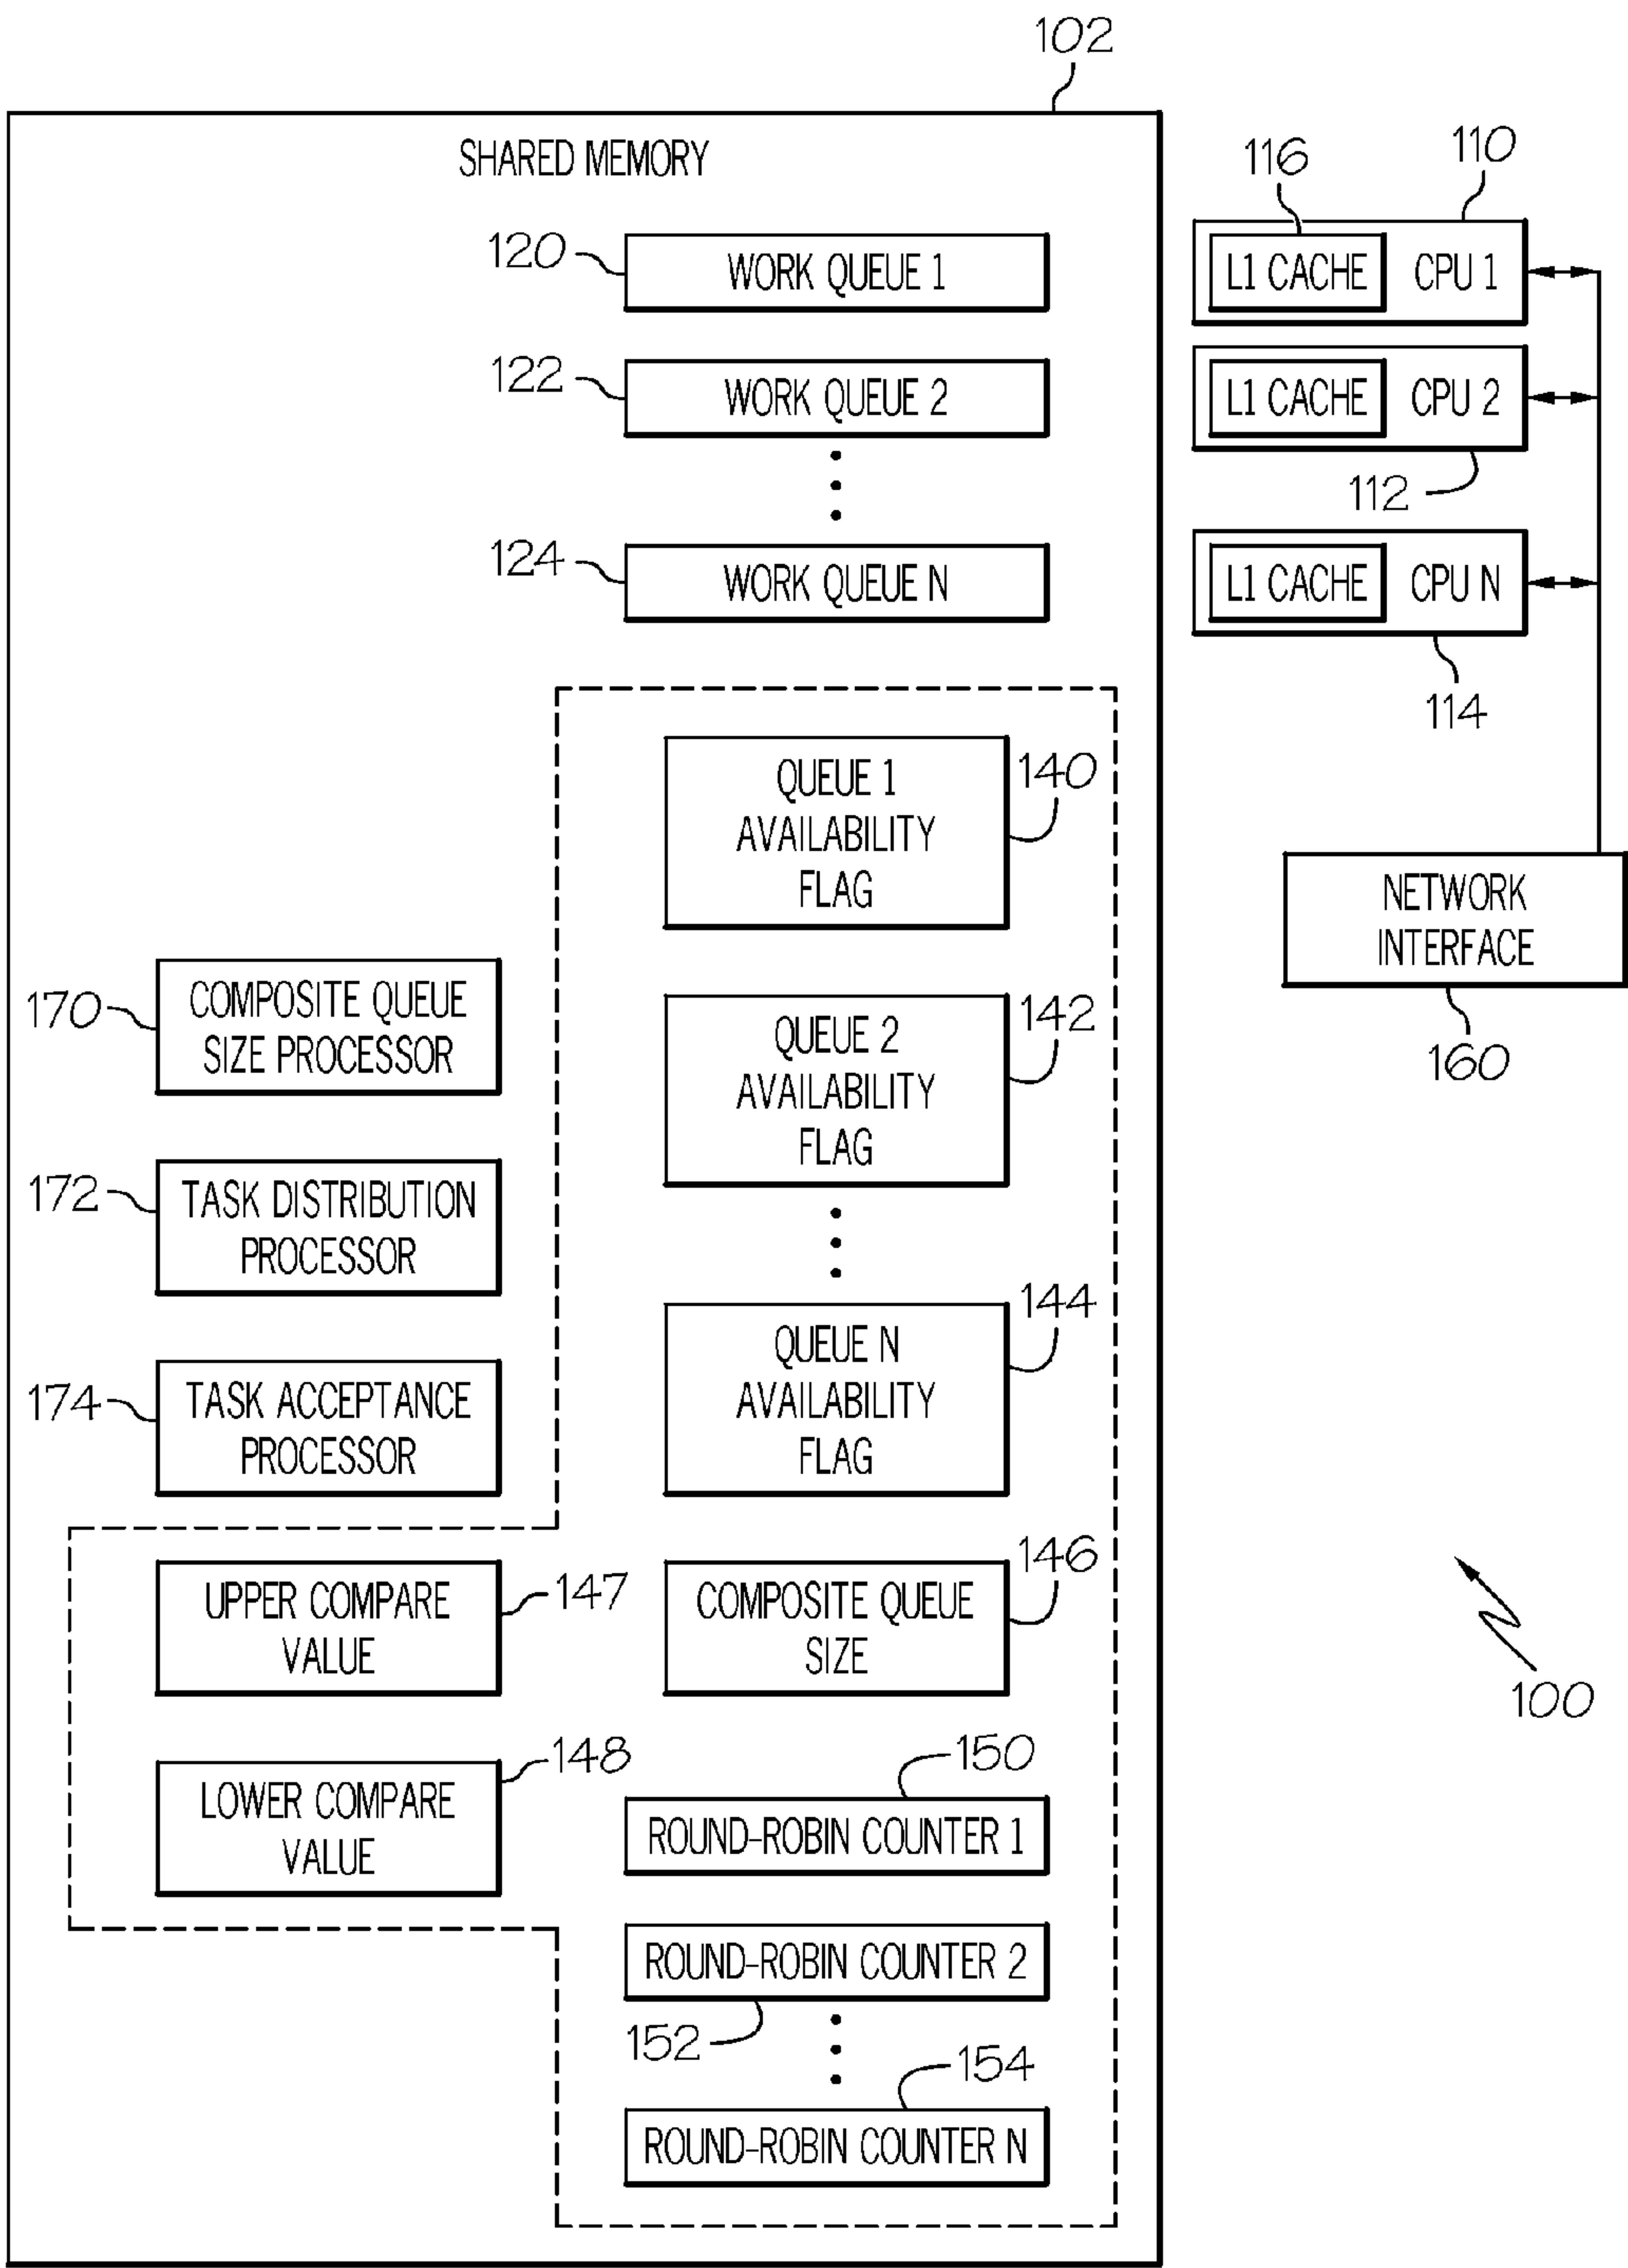 102
SHARED MEMORY
116
110
120
WORK QUEUE 1
L1 CACHE
CPU 1
122
WORK QUEUE 2
L1 CACHE
CPU 2
112
124
WORK QUEUE N
L1 CACHE
CPU N
114
QUEUE 1
AVAILABILITY
FLAG
140
NETWORK
INTERFACE
160
170
COMPOSITE QUEUE
SIZE PROCESSOR
QUEUE 2
AVAILABILITY
FLAG
142
172
TASK DISTRIBUTION
PROCESSOR
174
TASK ACCEPTANCE
PROCESSOR
QUEUE N
AVAILABILITY
FLAG
144
UPPER COMPARE
VALUE
147
COMPOSITE QUEUE
SIZE
146
100
LOWER COMPARE
VALUE
148
150
ROUND-ROBIN COUNTER 1
ROUND-ROBIN COUNTER 2
152
154
ROUND-ROBIN COUNTER N